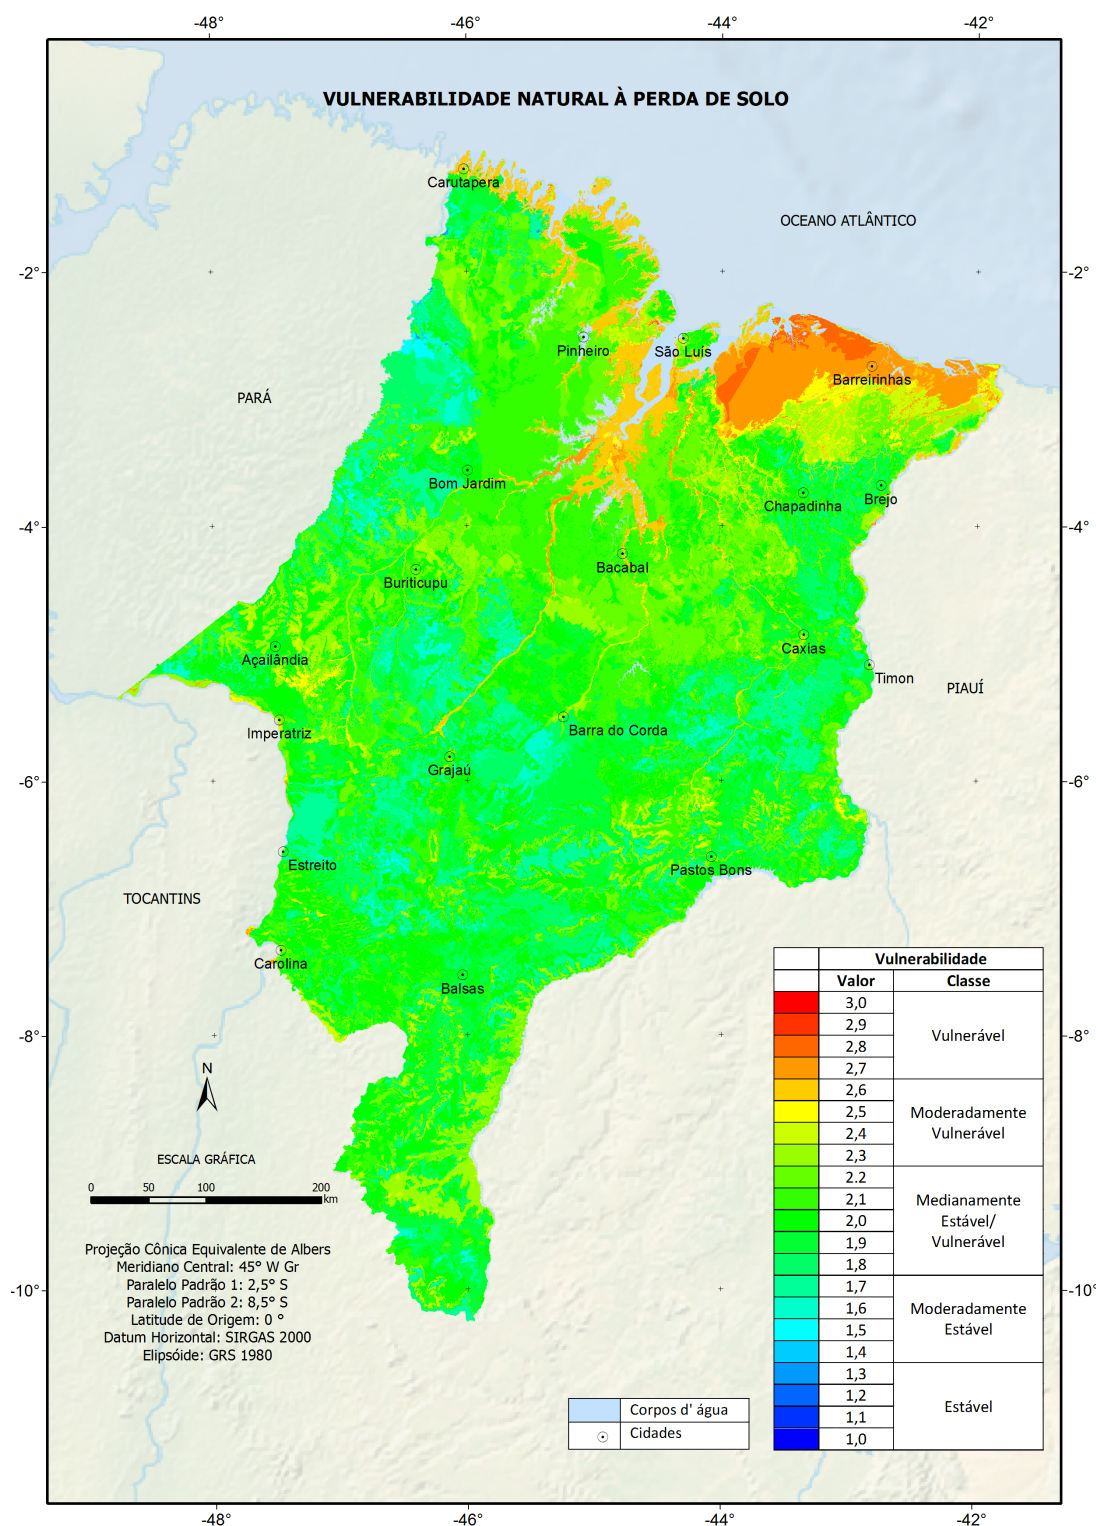 -48°
-46°
-44°
-42°
VULNERABILIDADE NATURAL À PERDA DE SOLO
Carutapera
OCEANO ATLÂNTICO
-2°
-2°
Pinheiro
São Luís
Barreirinhas
PARÁ
Bom Jardim
Chapadinha
Brejo
-4°
-4°
Bacabal
Buriticupu
Caxias
Açailândia
Timon
PIAUÍ
Imperatriz
Barra do Corda
Grajaú
-6°
-6°
Estreito
Pastos Bons
TOCANTINS
Carolina
Balsas
-8°
-8°
N
ESCALA GRÁFICA
0 50 100 200
km
Projeção Cônica Equivalente de Albers
Meridiano Central: 45° W Gr
Paralelo Padrão 1: 2,5° S
Paralelo Padrão 2: 8,5° S
Latitude de Origem: 0 °
Datum Horizontal: SIRGAS 2000
Elipsóide: GRS 1980
-10°
-10°
Corpos d' água
Cidades
Vulnerabilidade
Valor Classe
3,0
2,9
2,8
2,7
Vulnerável
2,6
2,5
2,4
2,3
Moderadamente
Vulnerável
2.2
2,1
2,0
1,9
1,8
Medianamente
Estável/
Vulnerável
1,7
1,6
1,5
1,4
Moderadamente
Estável
1,3
1,2
1,1
1,0
Estável
-48°
-46°
-44°
-42°